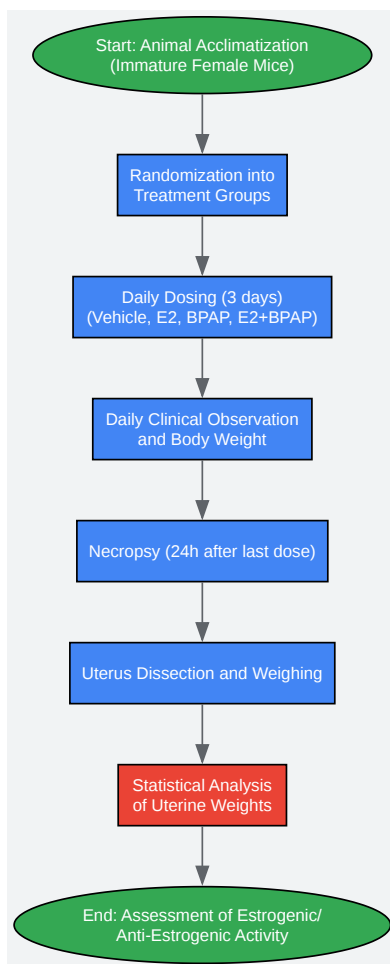 Start: Animal Acclimatization
(Immature Female Mice)
Randomization into
Treatment Groups
Daily Dosing (3 days)
(Vehicle, E2, BPAP, E2+BPAP)
Daily Clinical Observation
and Body Weight
Necropsy (24h after last dose)
Uterus Dissection and Weighing
Statistical Analysis
of Uterine Weights
End: Assessment of Estrogenic/
Anti-Estrogenic Activity